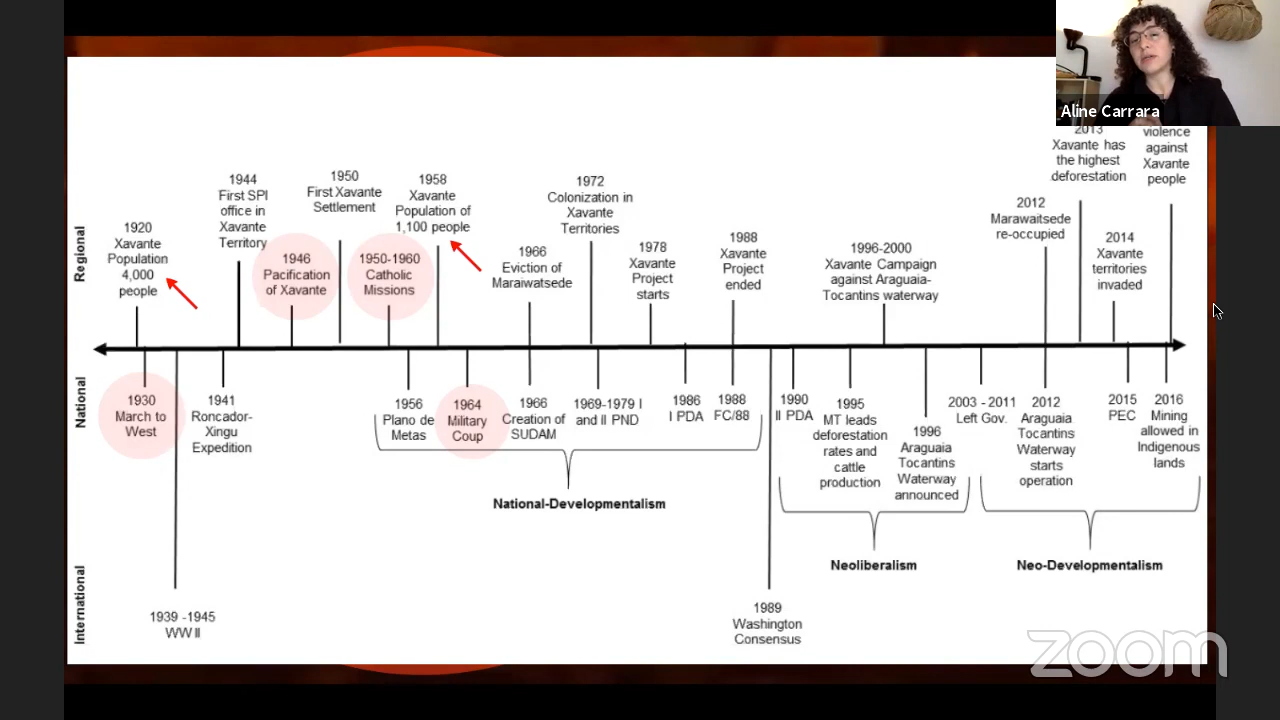 Aline Carrara
Regional
1920
Xavante
Population
4,000
people
1944
First SPI
office in
Xavante
Territory
1946
Pacification
of Xavante
1950
First Xavante
Settlement
1950-1960
Catholic
Missions
1958
Xavante
Population of
1,100 people
1966
Eviction of
Maraiwatsede
1972
Colonization in
Xavante
Territories
1978
Xavante
Project
starts
1988
Xavante
Project
ended
1996-2000
Xavante Campaign
against Araguaia-
Tocantins waterway
2012
Marawaitsede
re-occupied
2013
Xavante has
the highest
deforestation
2014
Xavante
territories
invaded
violence
against
Xavante
people
National
1930
March to
West
1941
Roncador-
Xingu
Expedition
1956
Plano de
Metas
1964
Military
Coup
1966
Creation of
SUDAM
1969-1979 I
and II PND
1986
I PDA
1988
FC/88
1990
II PDA
1995
MT leads
deforestation
rates and
cattle
production
1996
Araguaia
Tocantins
Waterway
announced
2003 - 2011
Left Gov.
2012
Araguaia
Tocantins
Waterway
starts
operation
2015
PEC
2016
Mining
allowed in
Indigenous
lands
National-Developmentalism
Neoliberalism
Neo-Developmentalism
International
1939 -1945
WW II
1989
Washington
Consensus
zoom